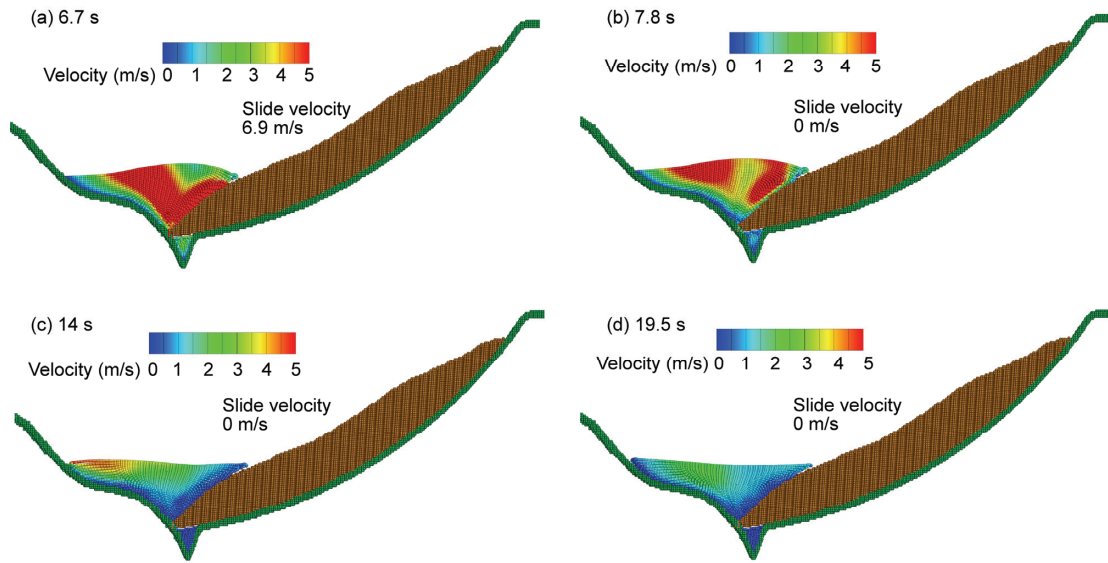 (a) 6.7 s
Velocity (m/s) 0 1 2 3 4 5
Slide velocity
6.9 m/s
(b) 7.8 s
Velocity (m/s) 0 1 2 3 4 5
Slide velocity
0 m/s
(c) 14 s
Velocity (m/s) 0 1 2 3 4 5
Slide velocity
0 m/s
(d) 19.5 s
Velocity (m/s) 0 1 2 3 4 5
Slide velocity
0 m/s